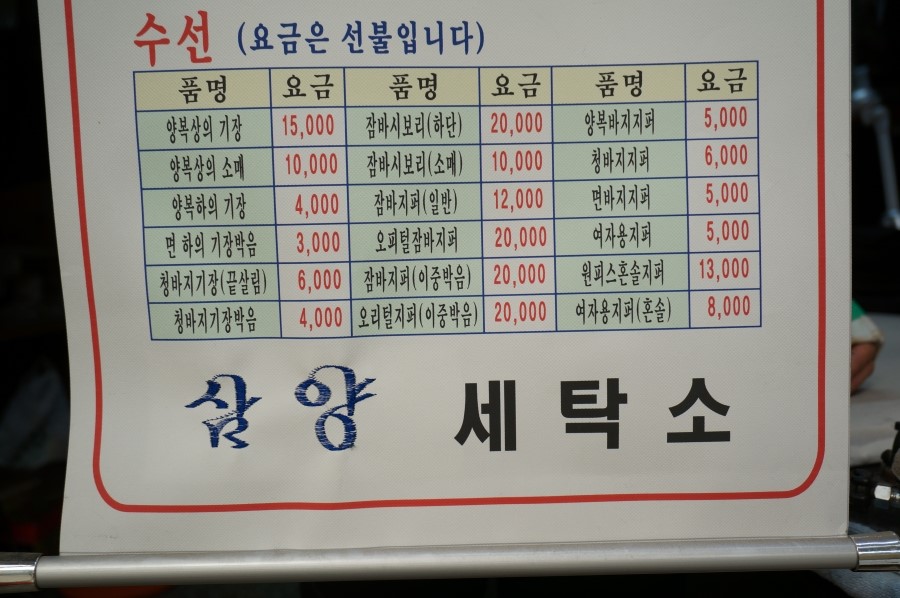 수선 (요금은 선불입니다)
품명 요금 품명 요금 품명 요금
양복상의 기장 15,000 잠바시보리(하단) 20,000 양복바지지퍼 5,000
양복상의 소매 10,000 잠바시보리(소매) 10,000 청바지지퍼 6,000
양복하의 기장 4,000 잠바지퍼(일반) 12,000 면바지지퍼 5,000
면 하의 기장박음 3,000 오피털잠바지퍼 20,000 여자용지퍼 5,000
청바지기장(끝살림) 6,000 잠바지퍼(이중박음) 20,000 원피스혼솔지퍼 13,000
청바지기장박음 4,000 오리털지퍼(이중박음) 20,000 여자용지퍼(혼솔) 8,000
삼양 세탁소